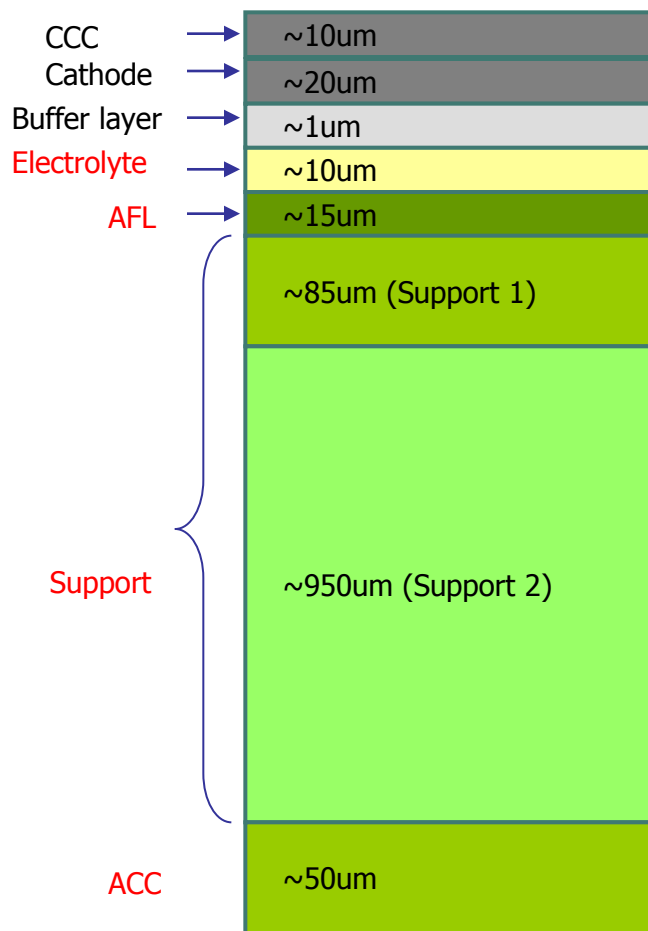 CCC ~10um
Cathode ~20um
Buffer layer ~1um
Electrolyte ~10um
AFL ~15um
~85um (Support 1)
Support ~950um (Support 2)
ACC ~50um